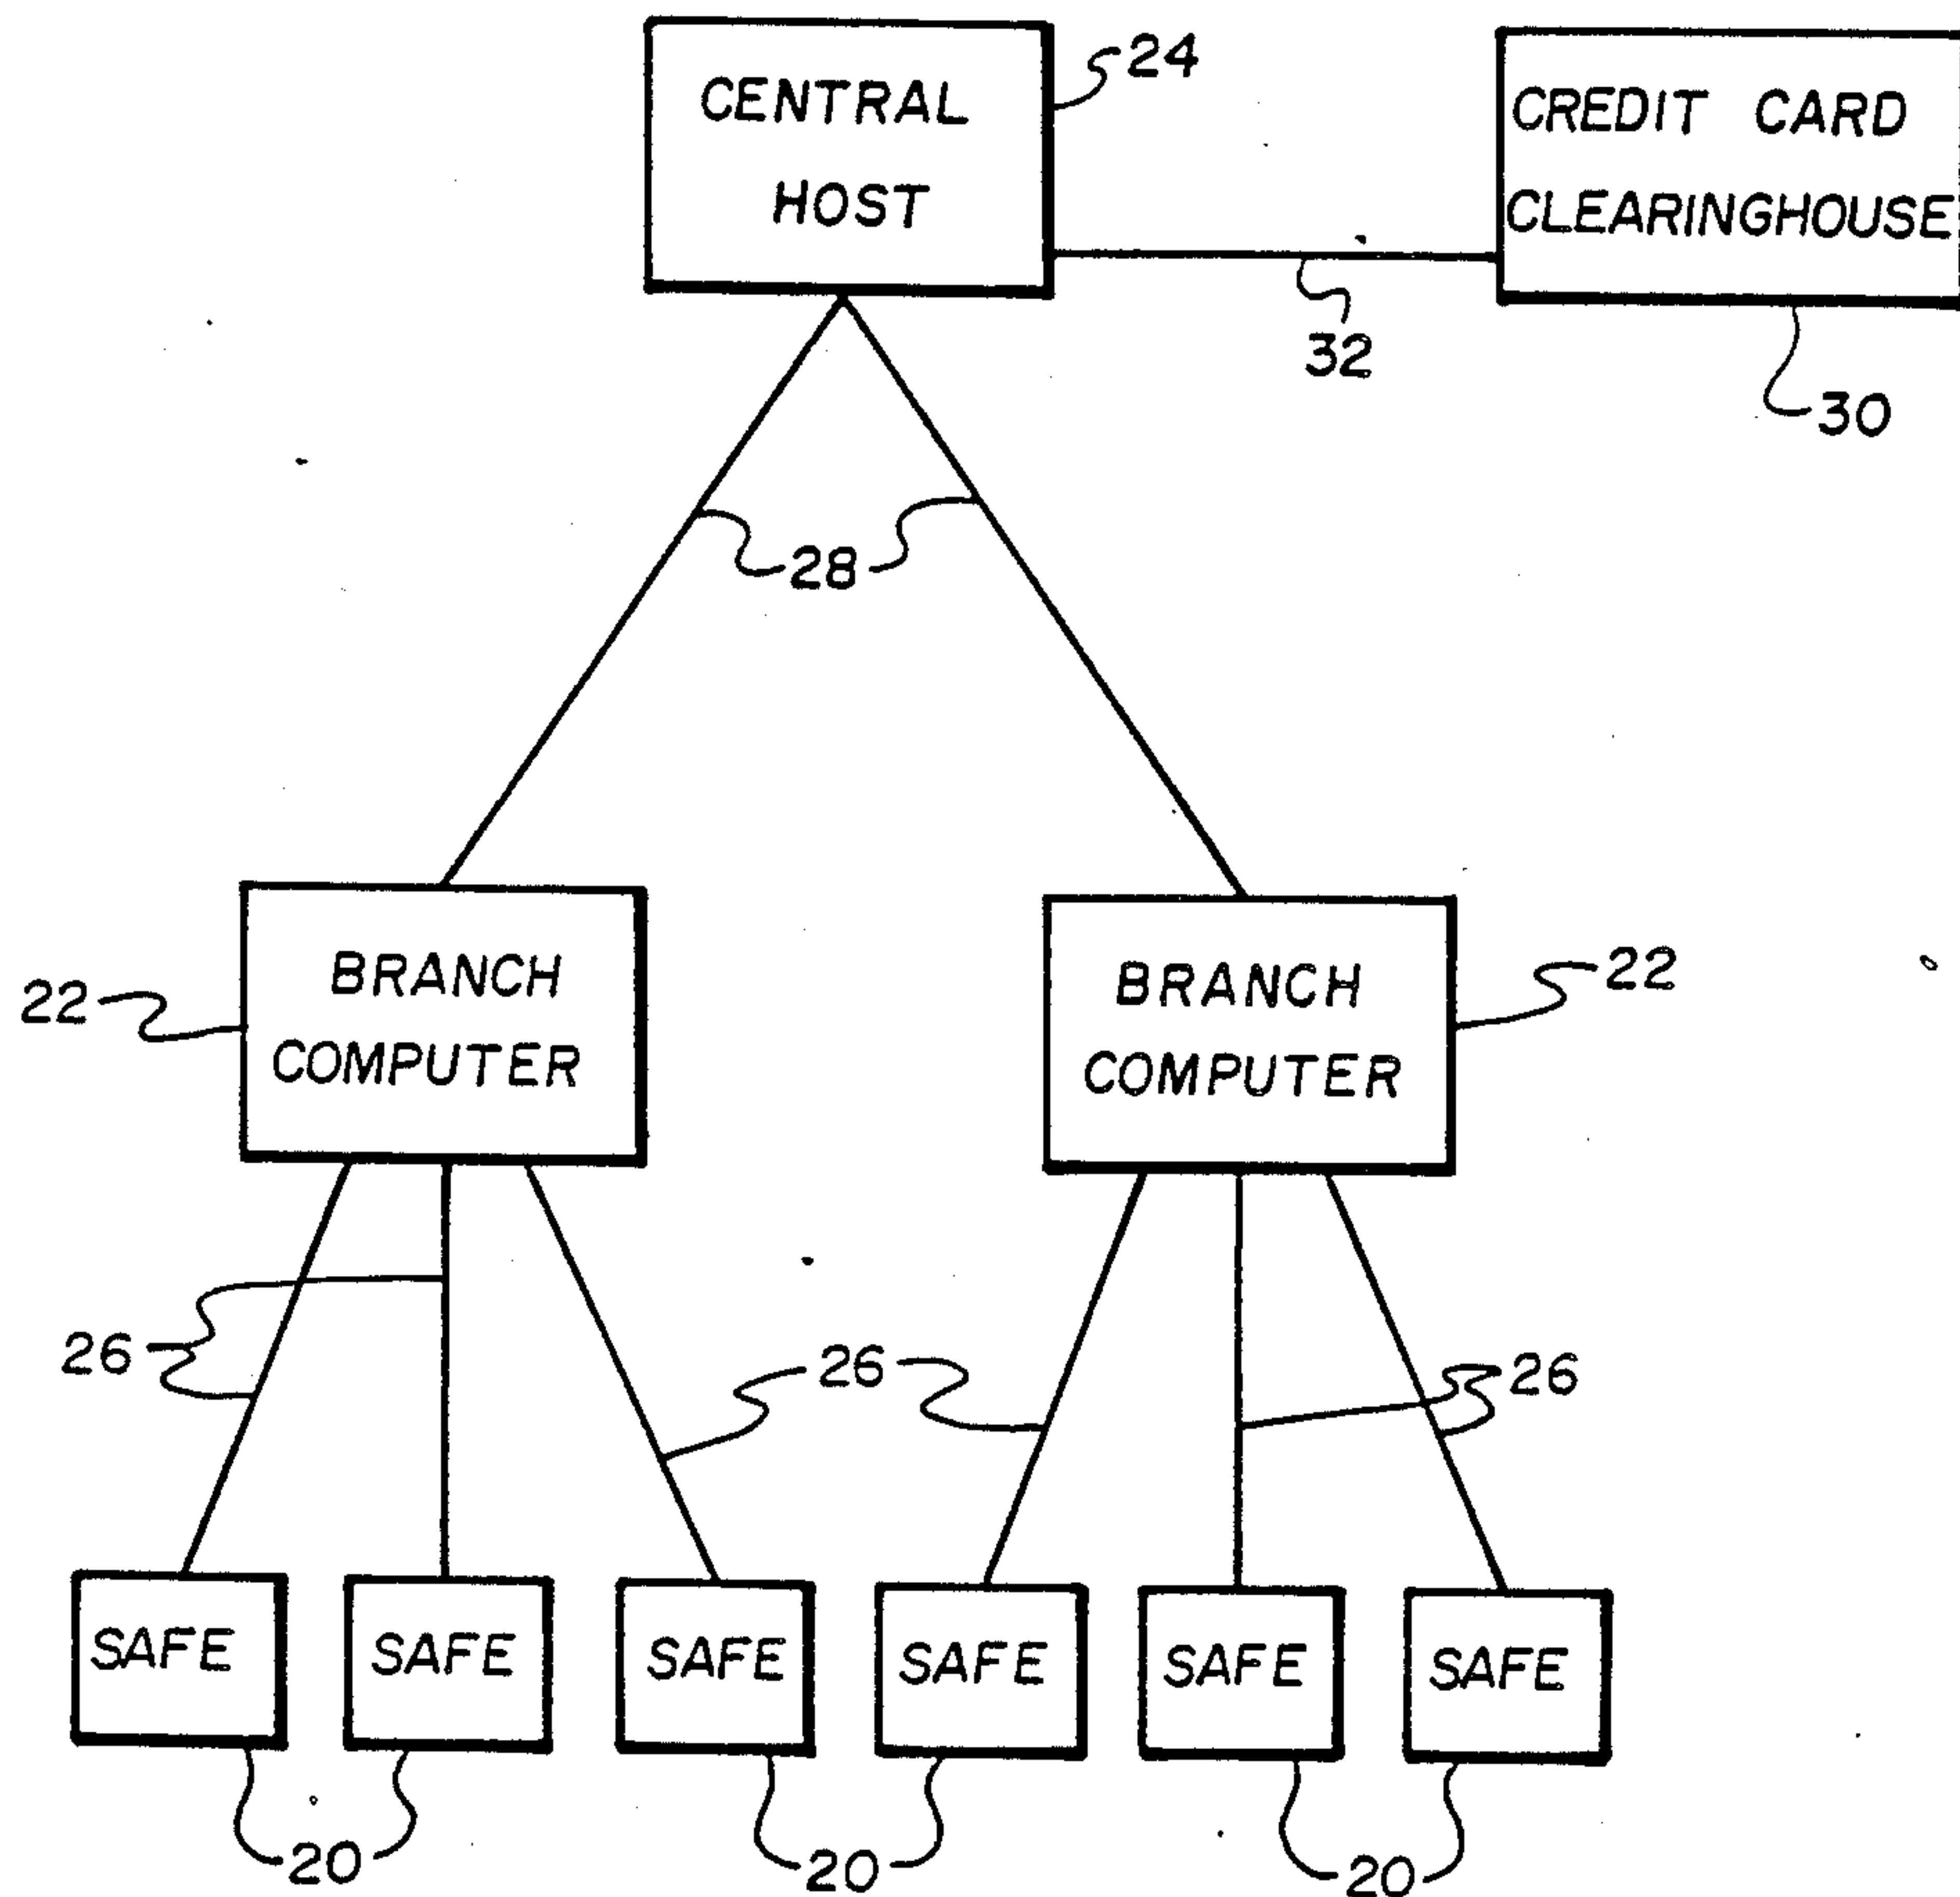 CENTRAL
HOST
24
CREDIT CARD
CLEARINGHOUSE
32
30
28
BRANCH
COMPUTER
22
BRANCH
COMPUTER
22
26
26
26
SAFE
SAFE
SAFE
SAFE
SAFE
SAFE
20
20
20